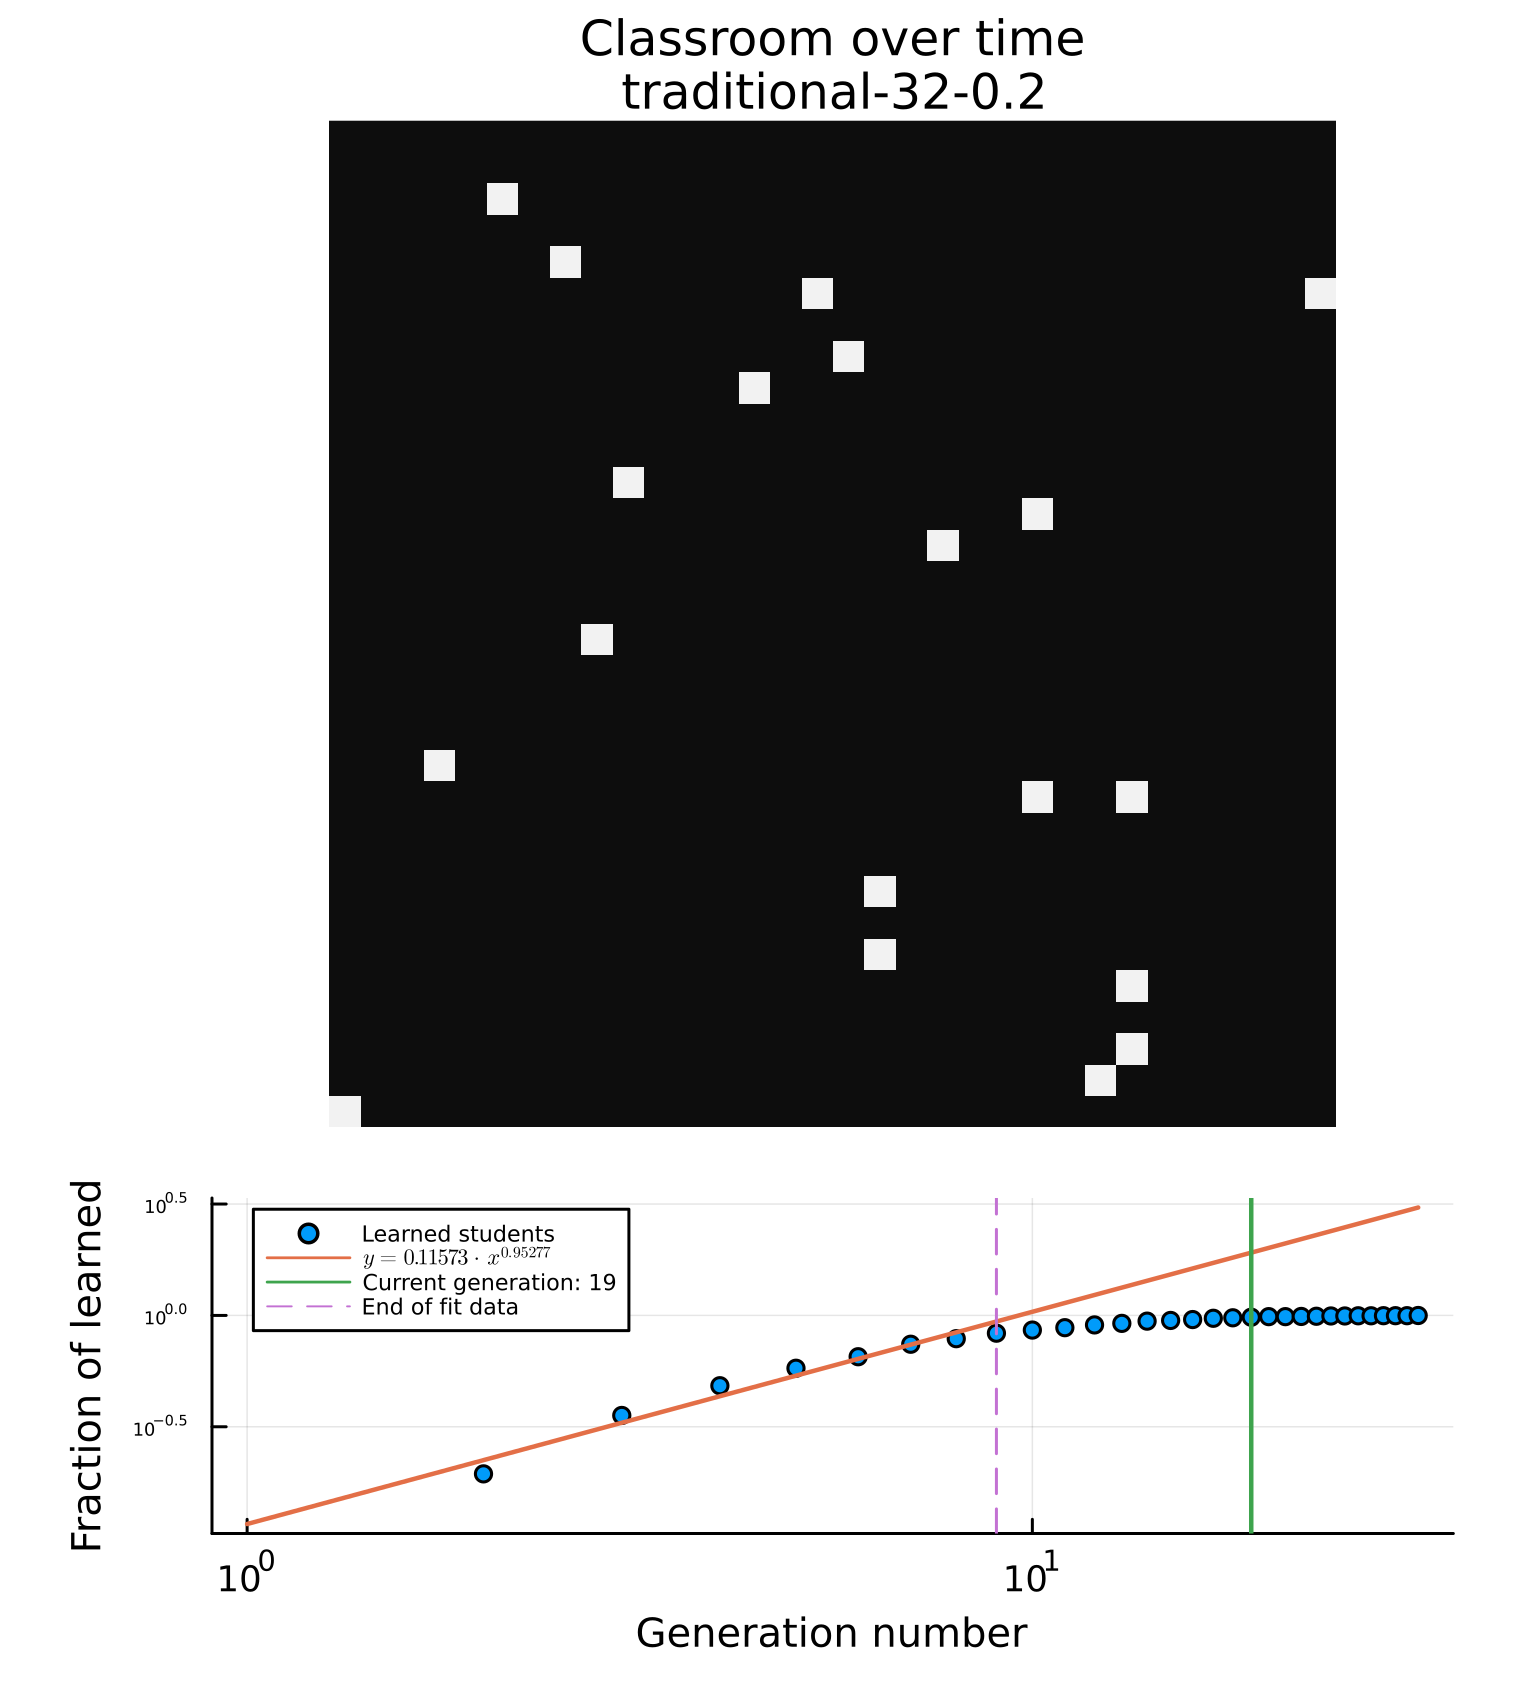 Classroom over time
traditional-32-0.2
Fraction of learned
10^0.5
10^0.0
10^−0.5
Learned students
y = 0.11573 · x^0.95277
Current generation: 19
End of fit data
10^0
10^1
Generation number